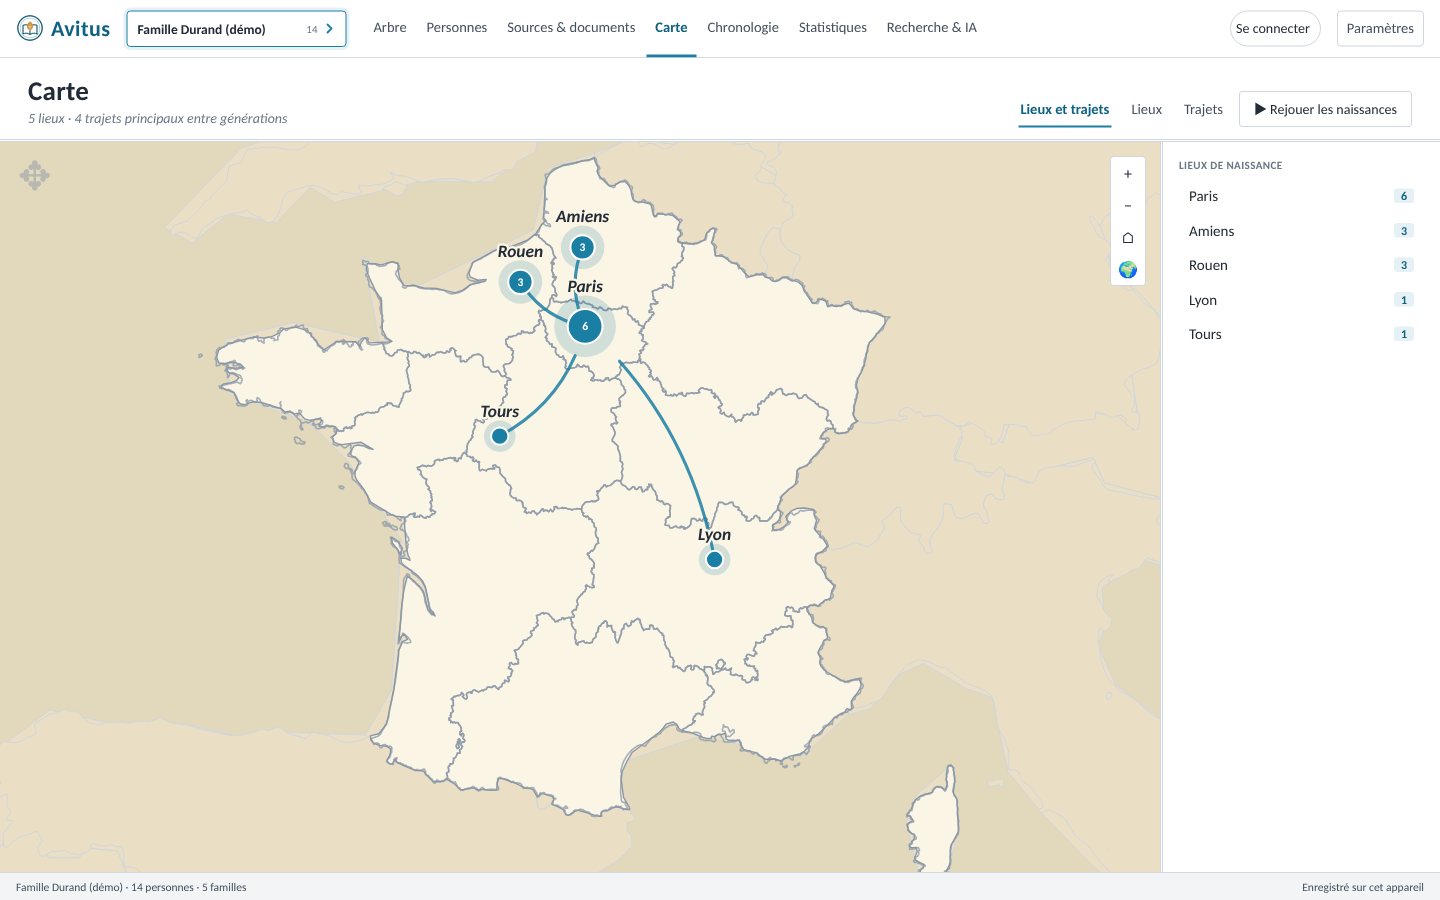 Avitus
Famille Durand (démo) 14
Arbre Personnes Sources & documents Carte Chronologie Statistiques Recherche & IA
Se connecter Paramètres
Carte
5 lieux · 4 trajets principaux entre générations
Lieux et trajets Lieux Trajets ▶ Rejouer les naissances
+
−
Amiens
3
Rouen
3
Paris
6
Tours
Lyon
LIEUX DE NAISSANCE
Paris 6
Amiens 3
Rouen 3
Lyon 1
Tours 1
Famille Durand (démo) · 14 personnes · 5 familles
Enregistré sur cet appareil